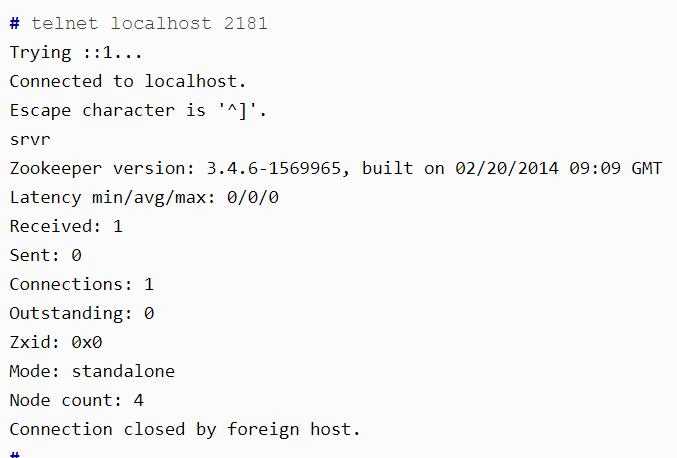 # telnet localhost 2181
Trying ::1...
Connected to localhost.
Escape character is '^]'.
srvr
Zookeeper version: 3.4.6-1569965, built on 02/20/2014 09:09 GMT
Latency min/avg/max: 0/0/0
Received: 1
Sent: 0
Connections: 1
Outstanding: 0
Zxid: 0x0
Mode: standalone
Node count: 4
Connection closed by foreign host.
#